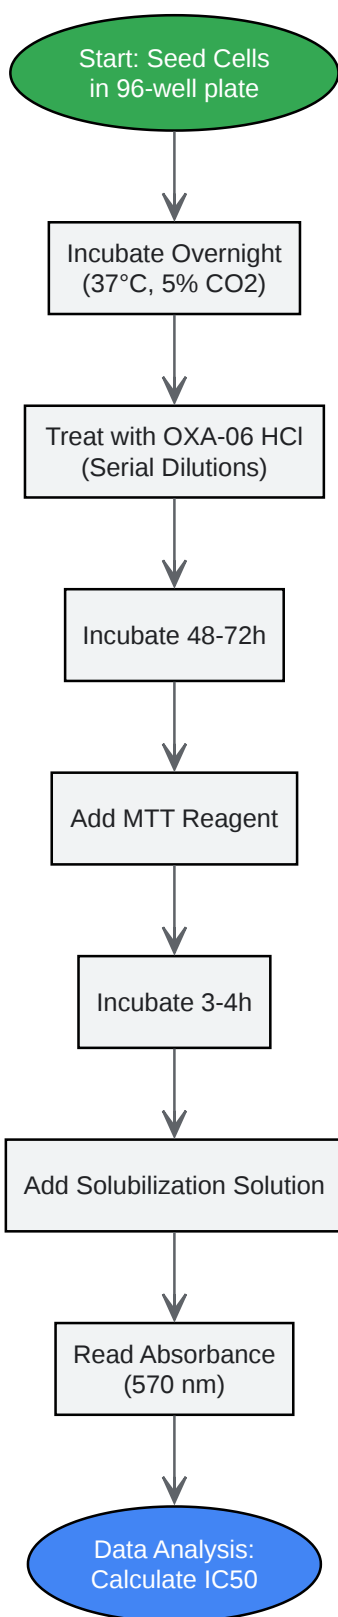 Start: Seed Cells
in 96-well plate
Incubate Overnight
(37°C, 5% CO2)
Treat with OXA-06 HCl
(Serial Dilutions)
Incubate 48-72h
Add MTT Reagent
Incubate 3-4h
Add Solubilization Solution
Read Absorbance
(570 nm)
Data Analysis:
Calculate IC50